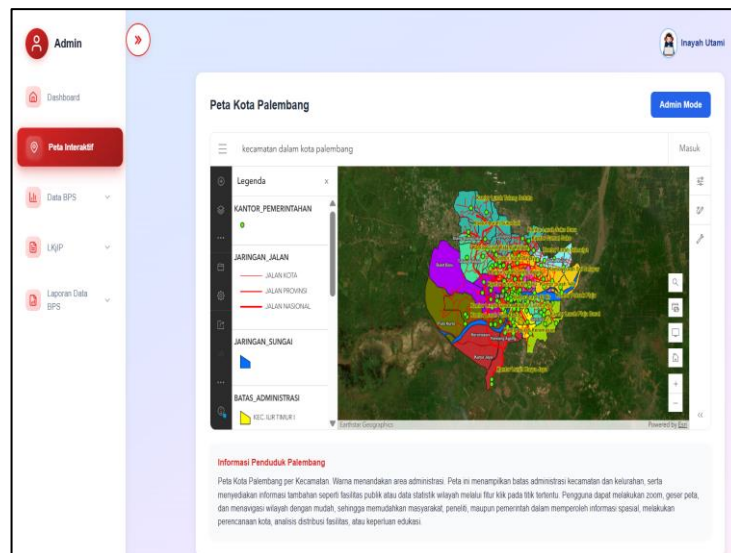 Admin
Inayah Utami
Dashboard
Peta Interaktif
Data BPS
LKjIP
Laporan Data
BPS
Peta Kota Palembang
Admin Mode
kecamatan dalam kota palembang
Masuk
Legenda
KANTOR_PEMERINTAHAN
JARINGAN_JALAN
JALAN KOTA
JALAN PROVINSI
JALAN NASIONAL
JARINGAN_SUNGAI
BATAS_ADMINISTRASI
KEC. ILIR TIMUR I
Earthstar Geographics
Powered by Esri
Informasi Penduduk Palembang
Peta Kota Palembang per Kecamatan. Warna menandakan area administrasi. Peta ini menampilkan batas administrasi kecamatan dan kelurahan, serta
menyediakan informasi tambahan seperti fasilitas publik atau data statistik wilayah melalui fitur klik pada titik tertentu. Pengguna dapat melakukan zoom, geser peta,
dan menavigasi wilayah dengan mudah, sehingga memudahkan masyarakat, peneliti, maupun pemerintah dalam memperoleh informasi spasial, melakukan
perencanaan kota, analisis distribusi fasilitas, atau keperluan edukasi.